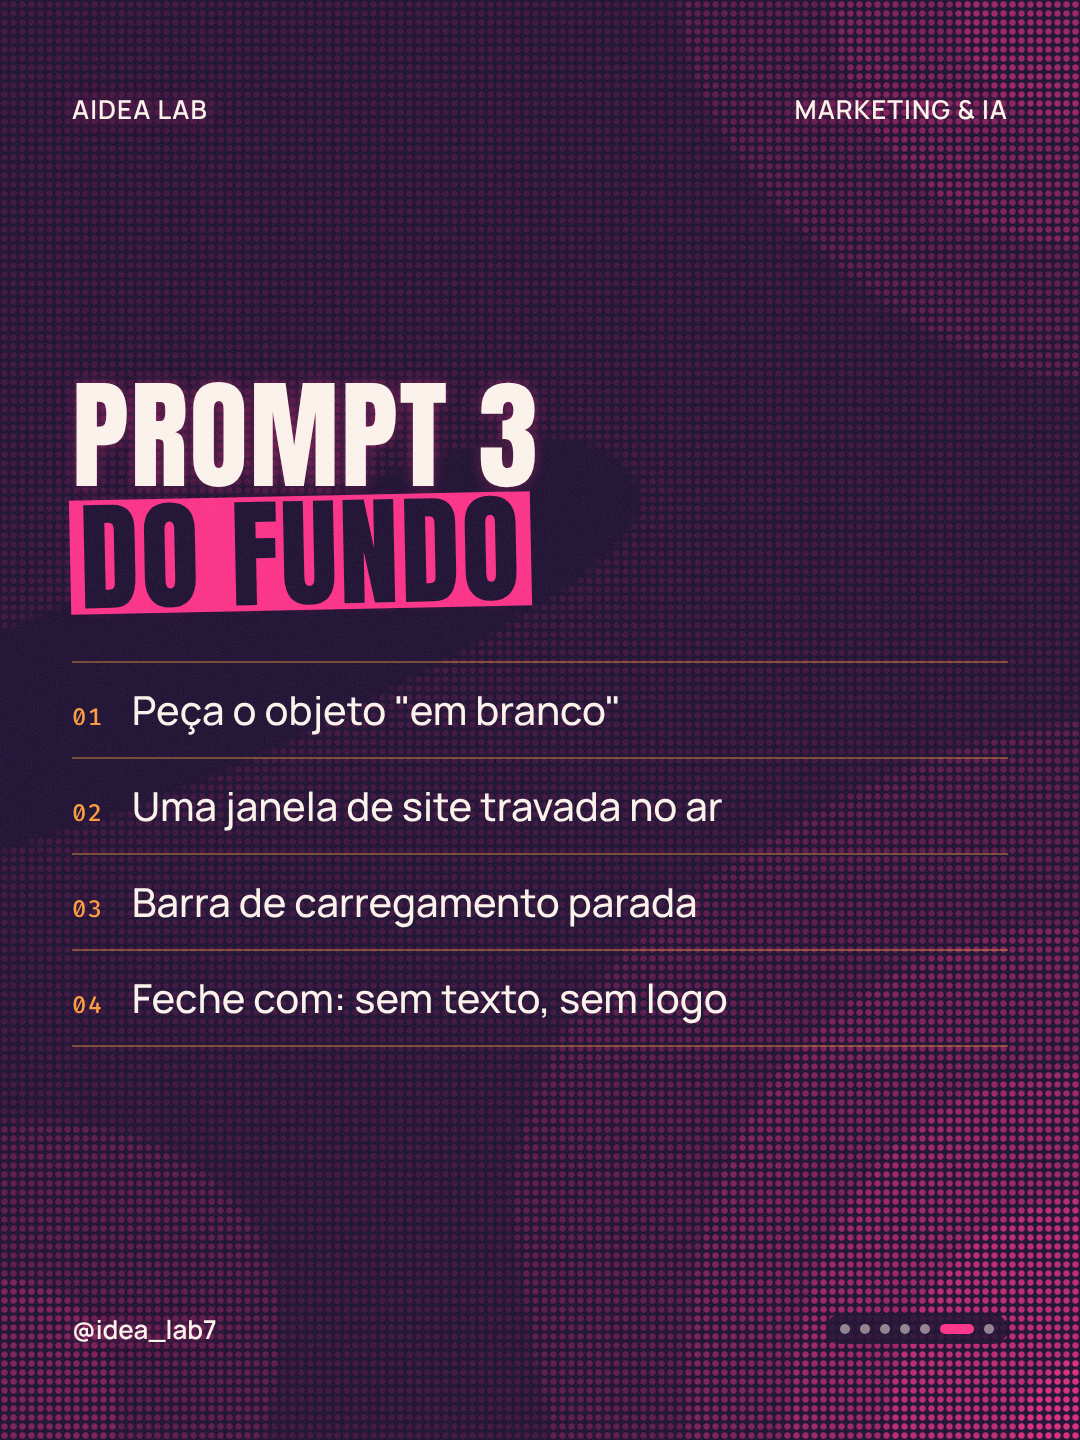 AIDEA LAB
MARKETING & IA
PROMPT 3
DO FUNDO
01 Peça o objeto "em branco"
02 Uma janela de site travada no ar
03 Barra de carregamento parada
04 Feche com: sem texto, sem logo
@idea_lab7